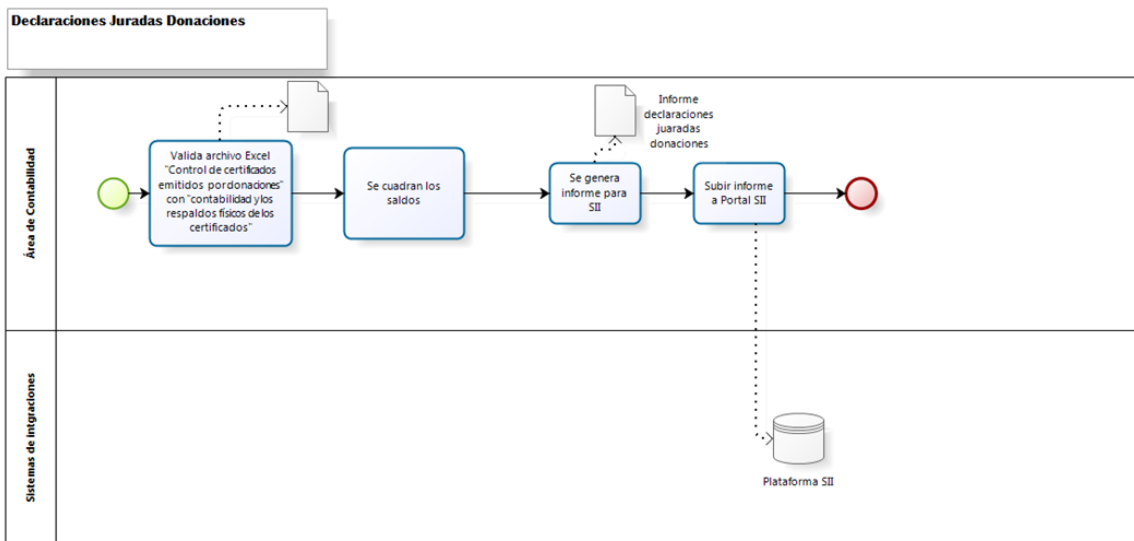 Declaraciones Juradas Donaciones
Área de Contabilidad
Valida archivo Excel
"Control de certificados
emitidos por donaciones"
con "contabilidad y los
respaldos físicos de los
certificados"
Se cuadran los
saldos
Informe
declaraciones
juaradas
donaciones
Se genera
informe para
SII
Subir informe
a Portal SII
Sistemas de Intgraciones
Plataforma SII